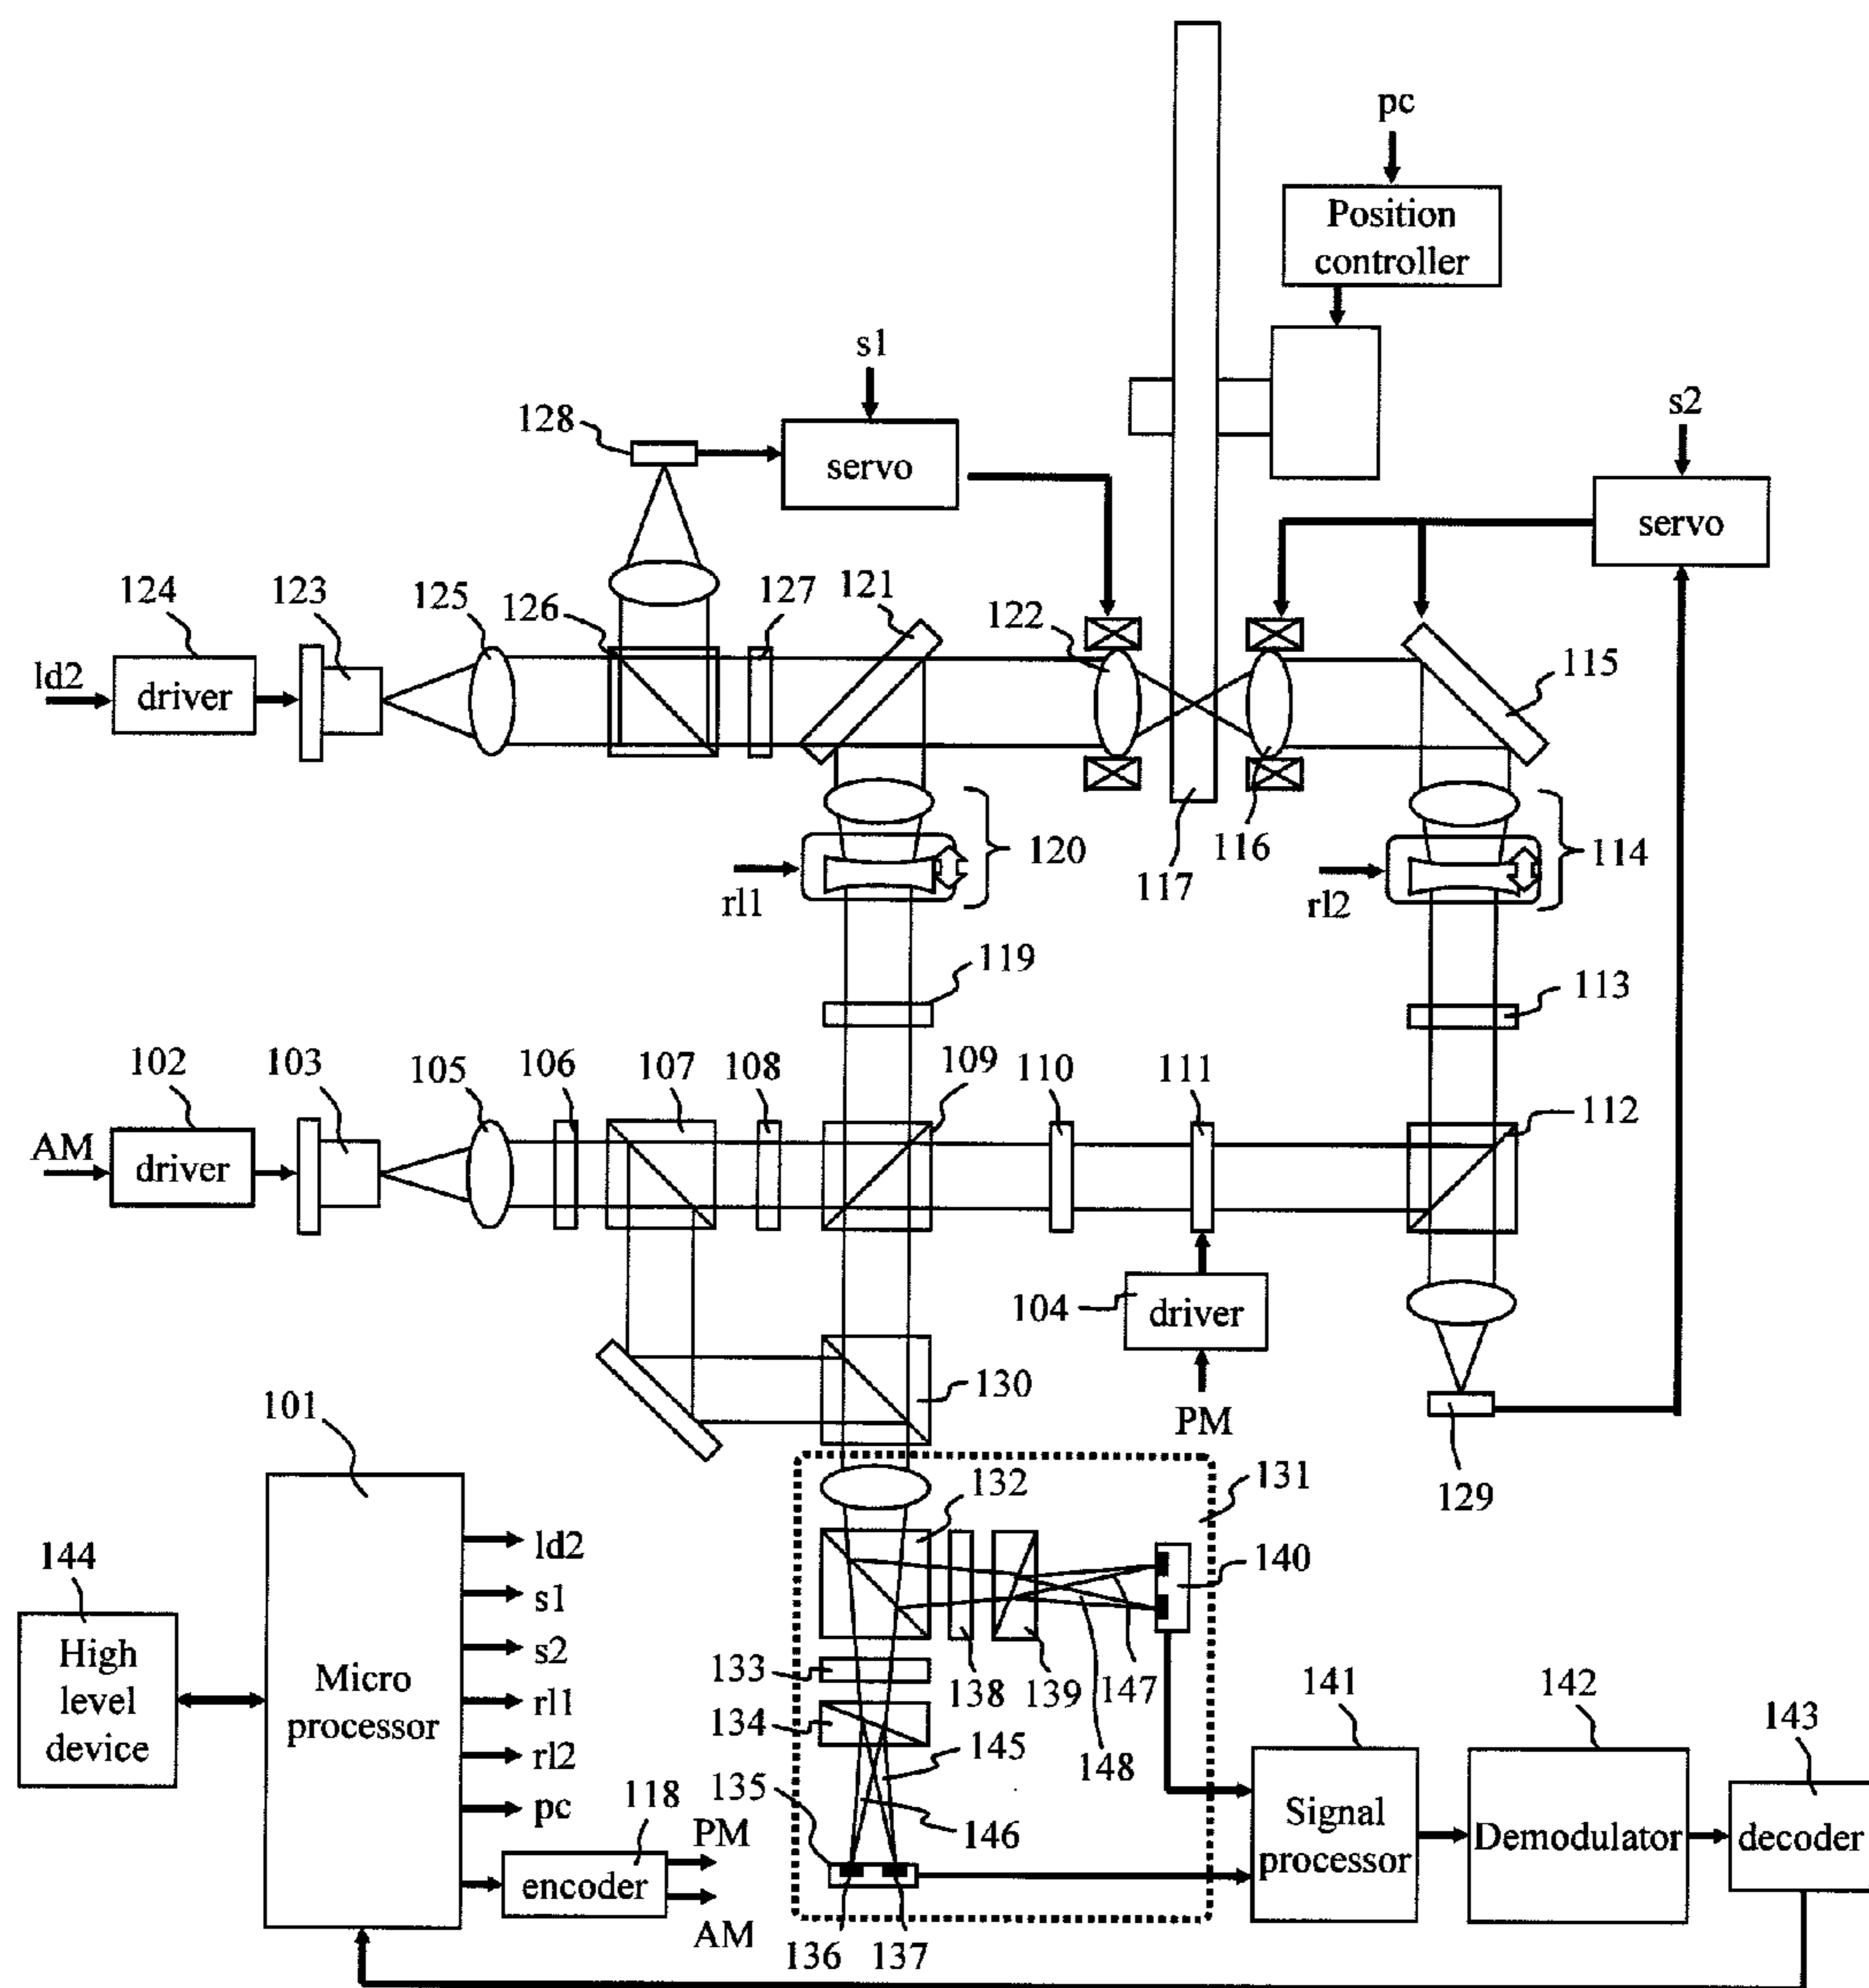 pc
Position
controller
s1
s2
128
servo
servo
124
123
125
126
127
121
122
115
ld2
driver
120
117
116
114
rl1
rl2
119
113
102
103
105
106
107
108
109
110
111
112
AM
driver
104
driver
130
PM
129
101
132
131
144
140
ld2
s1
s2
rl1
rl2
pc
High
level
device
Micro
processor
133
138
139
147
134
148
141
142
143
145
135
146
118
PM
encoder
AM
Signal
processor
Demodulator
decoder
136
137